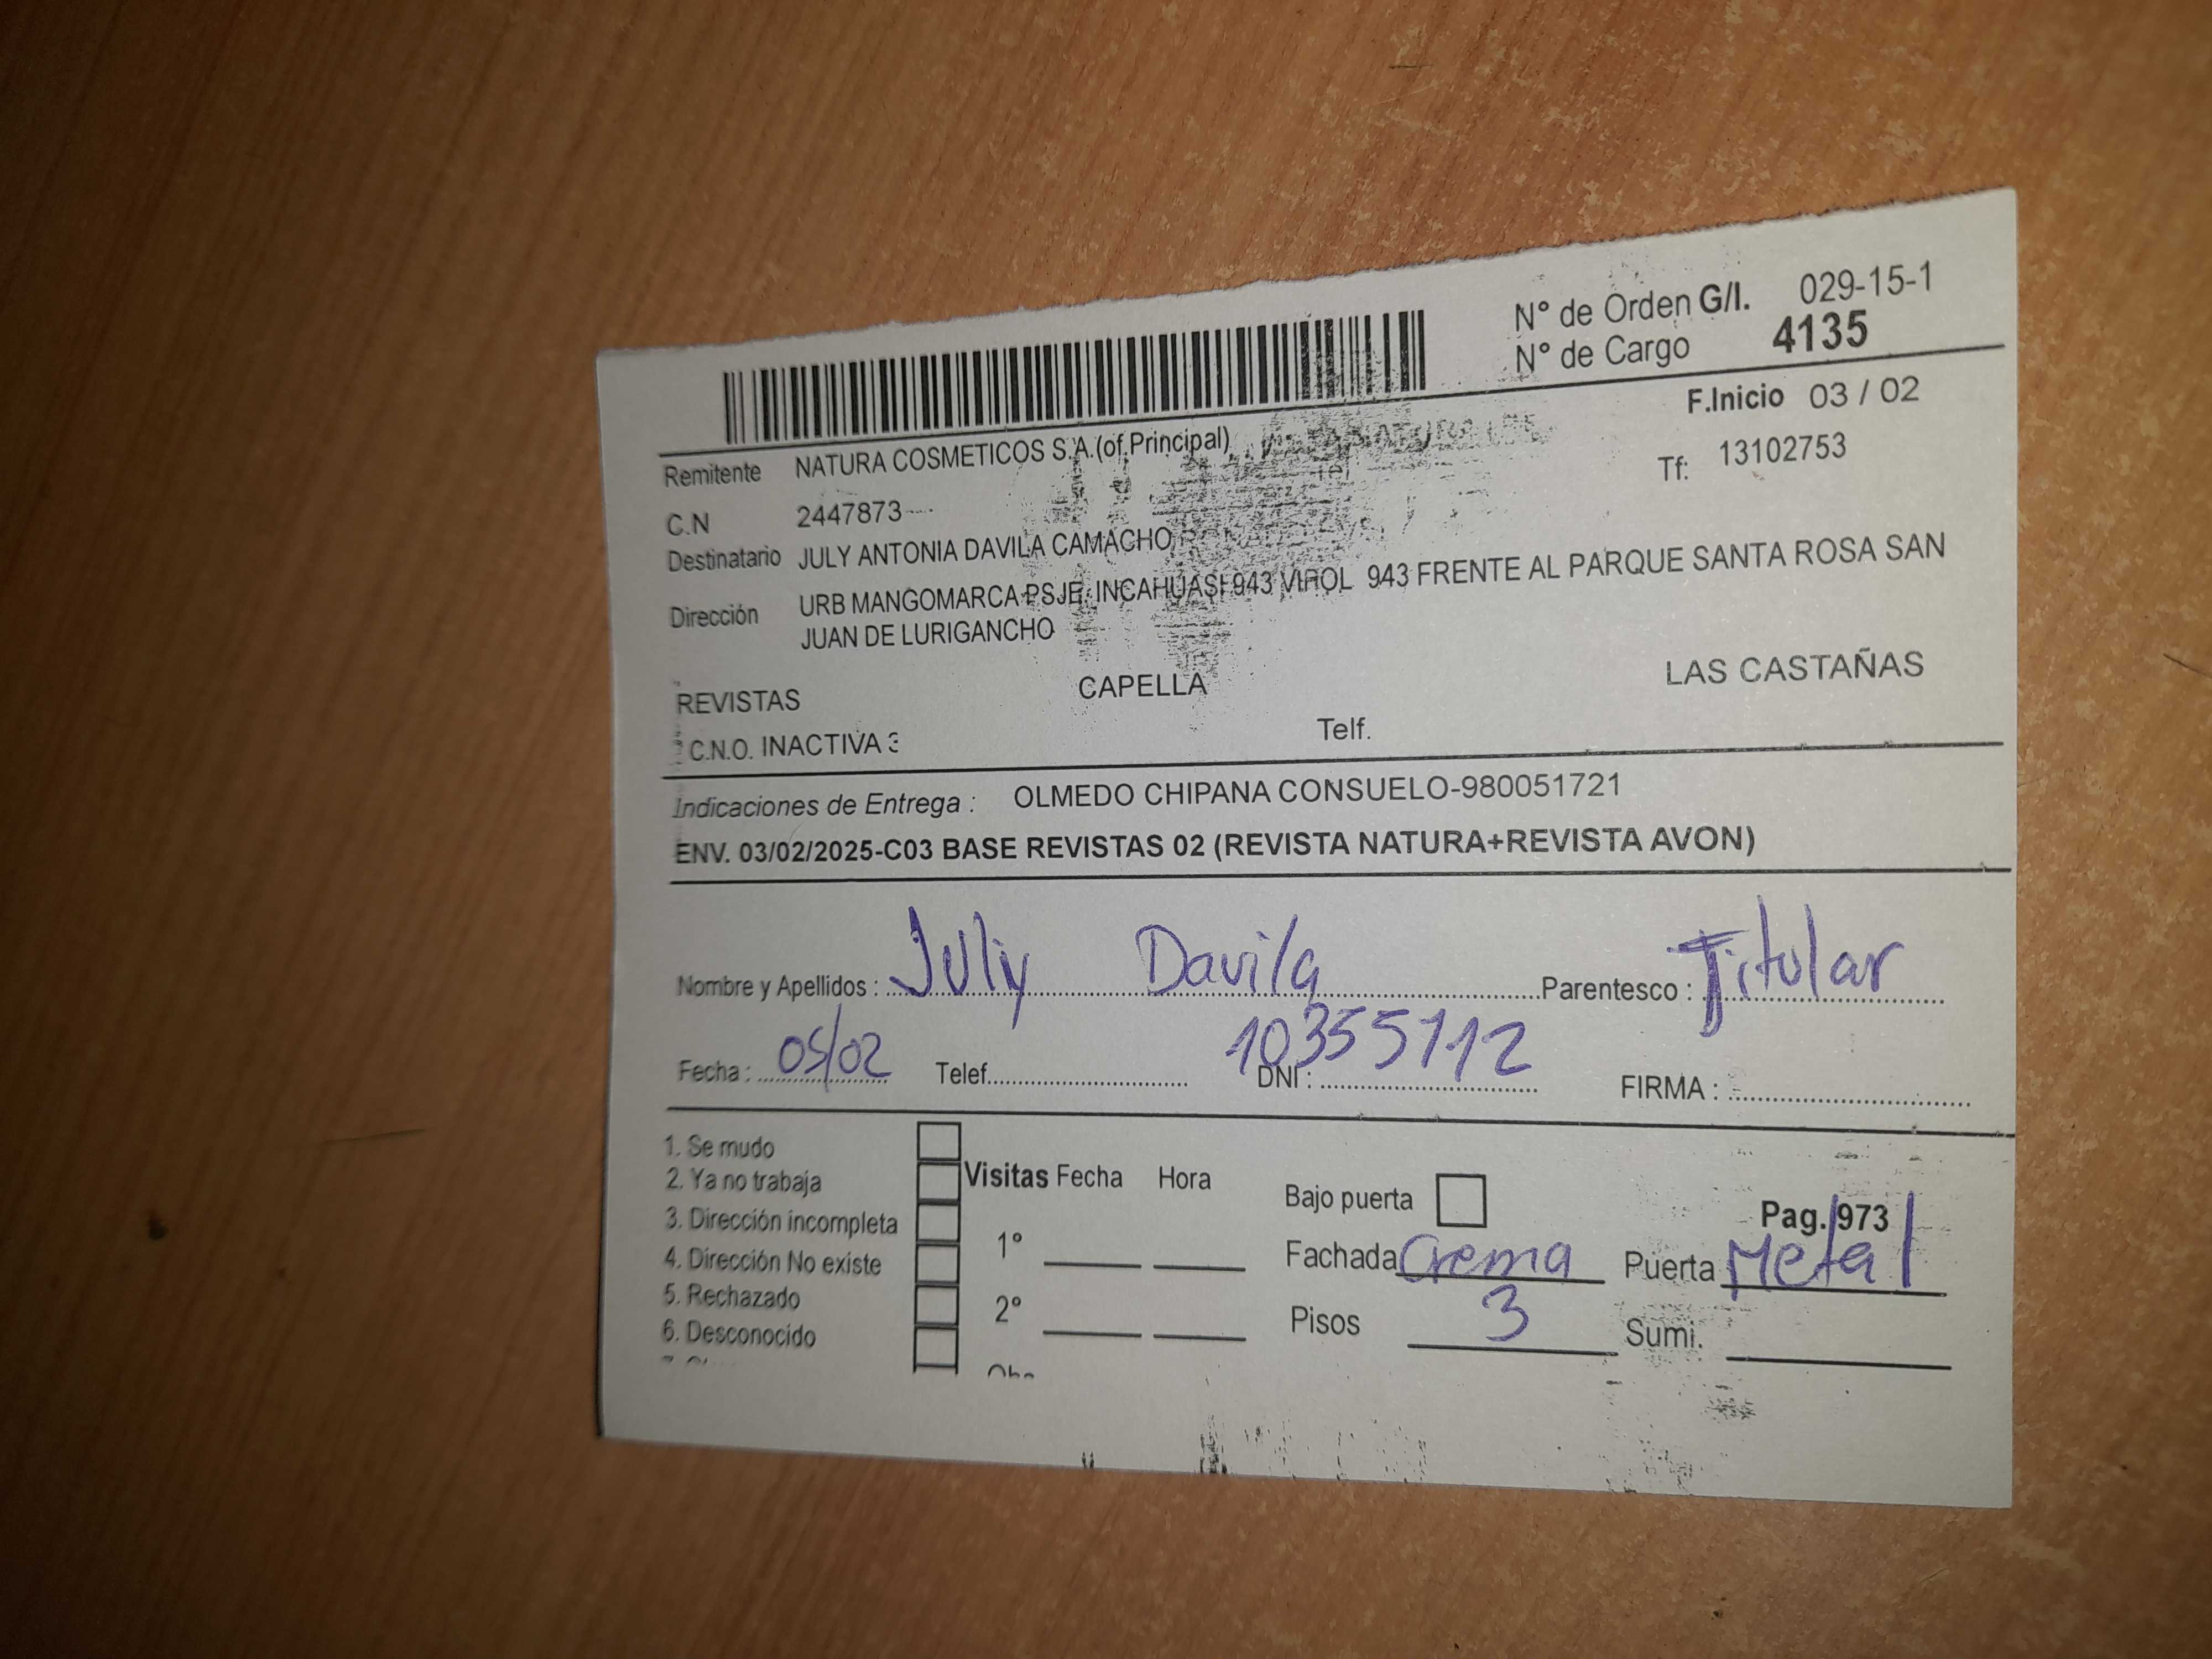 N° de Orden G/I. 029-15-1
N° de Cargo 4135
F.Inicio 03 / 02
Remitente NATURA COSMETICOS S.A.(of.Principal)
Tf: 13102753
C.N 2447873
Destinatario JULY ANTONIA DAVILA CAMACHO
Dirección URB MANGOMARCA PSJE. INCAHUASI 943 943 FRENTE AL PARQUE SANTA ROSA SAN
JUAN DE LURIGANCHO
REVISTAS CAPELLA LAS CASTAÑAS
C.N.O. INACTIVA 3 Telf.
Indicaciones de Entrega : OLMEDO CHIPANA CONSUELO-980051721
ENV. 03/02/2025-C03 BASE REVISTAS 02 (REVISTA NATURA+REVISTA AVON)
Nombre y Apellidos : July Davila Parentesco : Titular
Fecha : 05/02 Telef. DNI : 10355112 FIRMA :
1. Se mudo
2. Ya no trabaja
3. Dirección incompleta
4. Dirección No existe
5. Rechazado
6. Desconocido
Visitas Fecha Hora
1°
2°
Bajo puerta
Pag./973
Fachada Crema Puerta Metal
Pisos 3 Sumi.